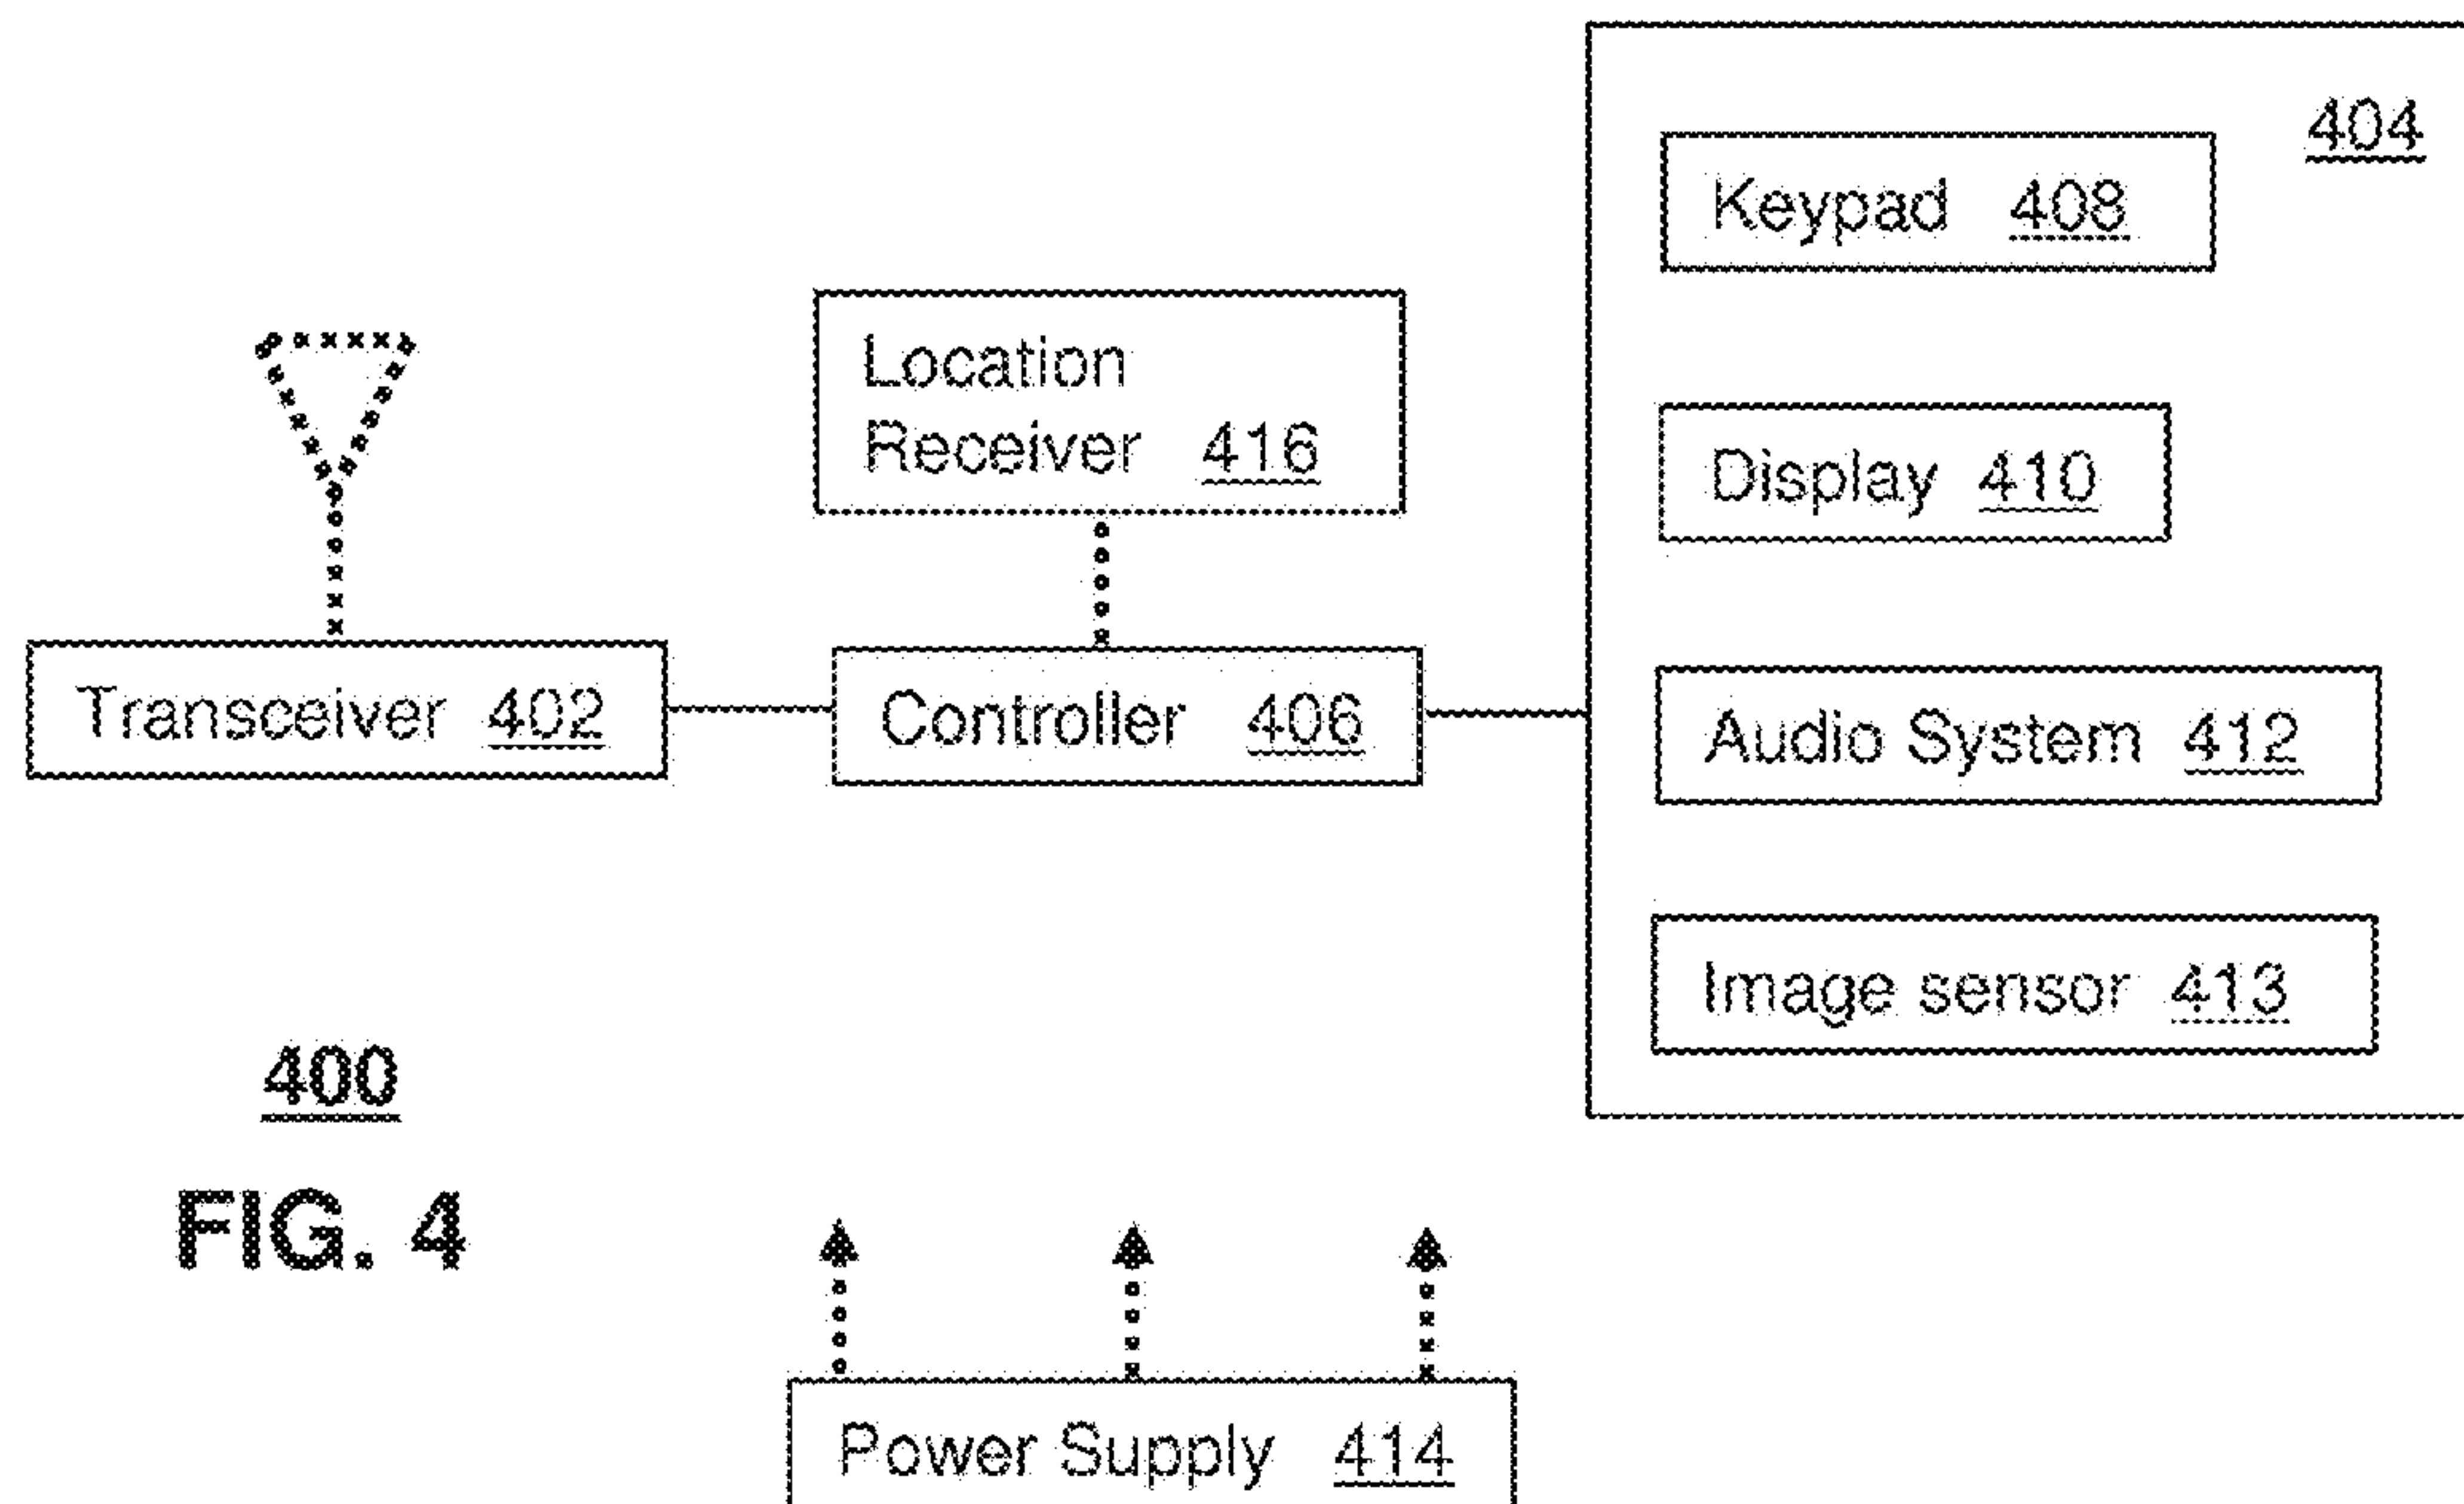 404
Keypad 408
Location
Receiver 416
Display 410
Transceiver 402
Controller 406
Audio System 412
Image sensor 413
400
FIG. 4
Power Supply 414